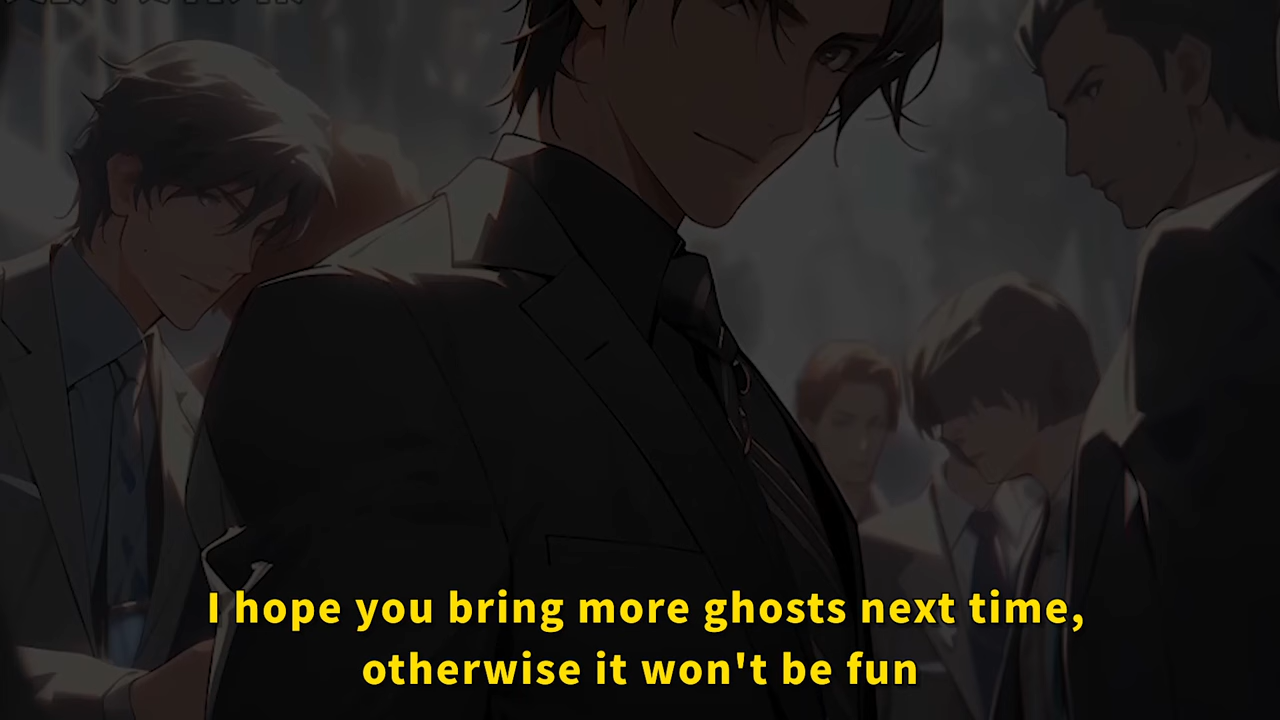 I hope you bring more ghosts next time,
otherwise it won't be fun